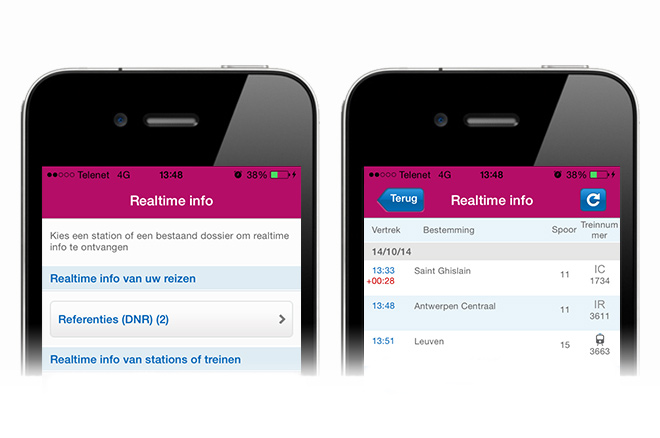 Telenet 4G 13:48 38%
Realtime info
Kies een station of een bestaand dossier om realtime
info te ontvangen
Realtime info van uw reizen
Referenties (DNR) (2)
Realtime info van stations of treinen
Telenet 4G 13:48 38%
Terug Realtime info
Vertrek Bestemming Spoor Treinnum
mer
14/10/14
13:33 Saint Ghislain 11 IC
+00:28 1734
13:48 Antwerpen Centraal 11 IR
3611
13:51 Leuven 15
3663